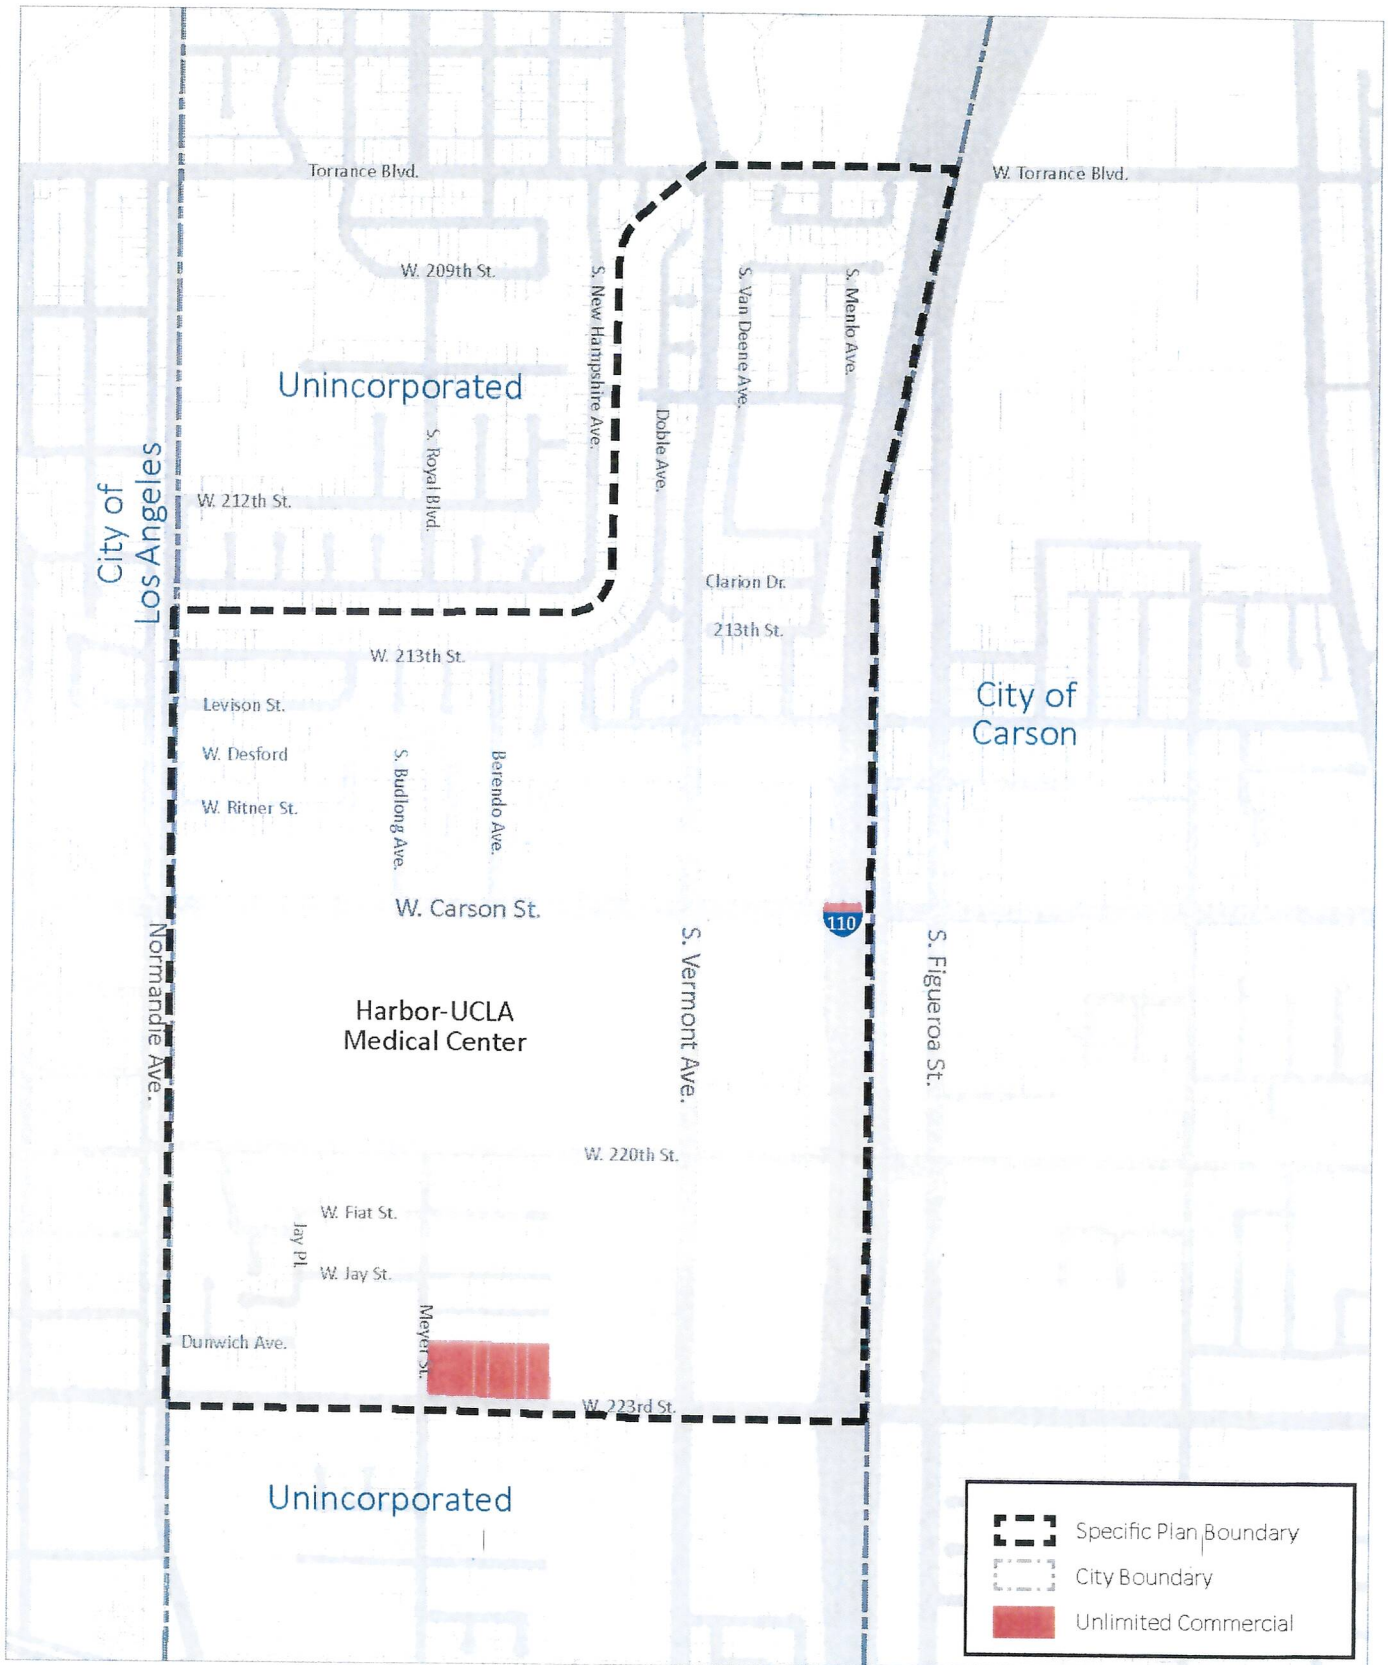 Torrance Blvd.
W. Torrance Blvd.
W. 209th St.
S. New Hampshire Ave.
S. Van Deene Ave.
S. Menlo Ave.
Unincorporated
Doble Ave.
S. Royal Blvd.
City of
Los Angeles
W. 212th St.
Clarion Dr.
213th St.
W. 213th St.
City of
Carson
Levison St.
W. Desford
S. Budlong Ave.
Berendo Ave.
W. Ritner St.
W. Carson St.
110
Normandie Ave.
S. Vermont Ave.
S. Figueroa St.
Harbor-UCLA
Medical Center
W. 220th St.
W. Fiat St.
Jay Pl.
W. Jay St.
Meyer St.
Dunwich Ave.
W. 223rd St.
Unincorporated
Specific Plan Boundary
City Boundary
Unlimited Commercial